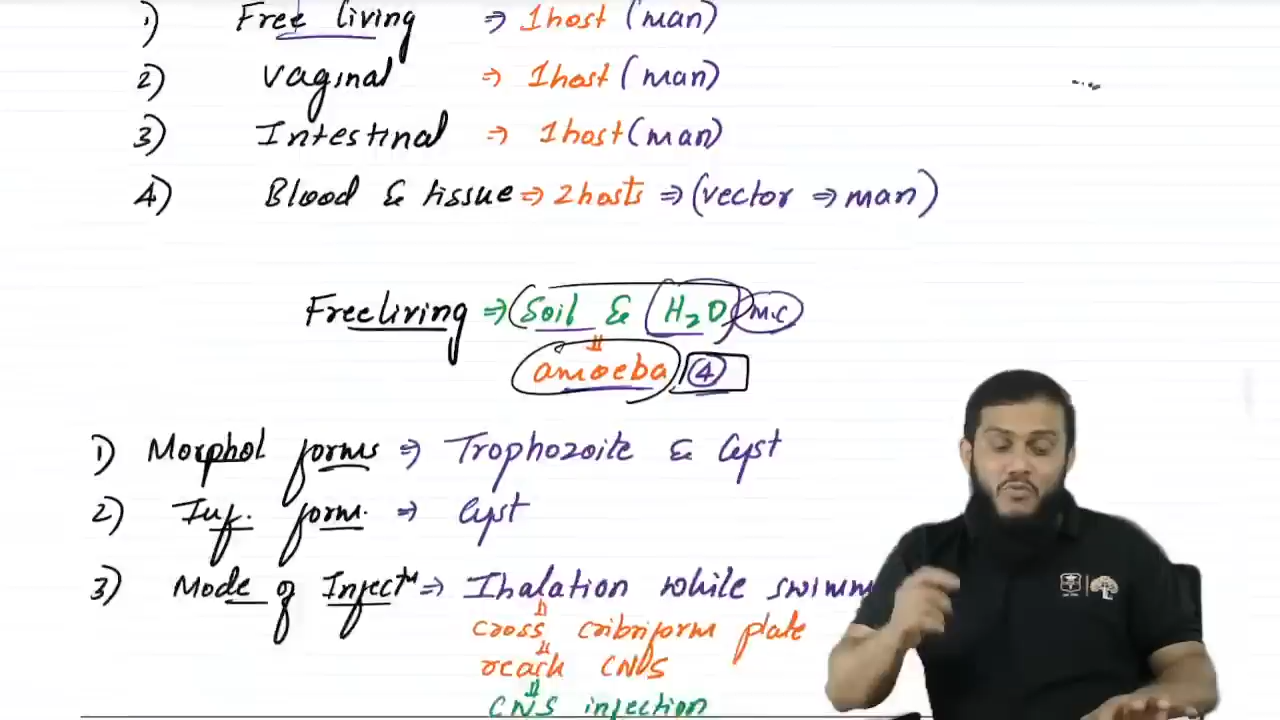 1) Free living ⇒ 1host (man)
2) Vaginal ⇒ 1host (man)
3) Intestinal ⇒ 1host (man)
4) Blood & tissue ⇒ 2hosts ⇒ (vector ⇒ man)
Freeliving ⇒ (Soil & H2O) m.c
amoeba 4
1) Morphol forms ⇒ Trophozoite & Cyst
2) Inf. form. ⇒ Cyst
3) Mode of Infectn ⇒ Inhalation while swimm
cross cribriform plate
reach CNS
CNS infection